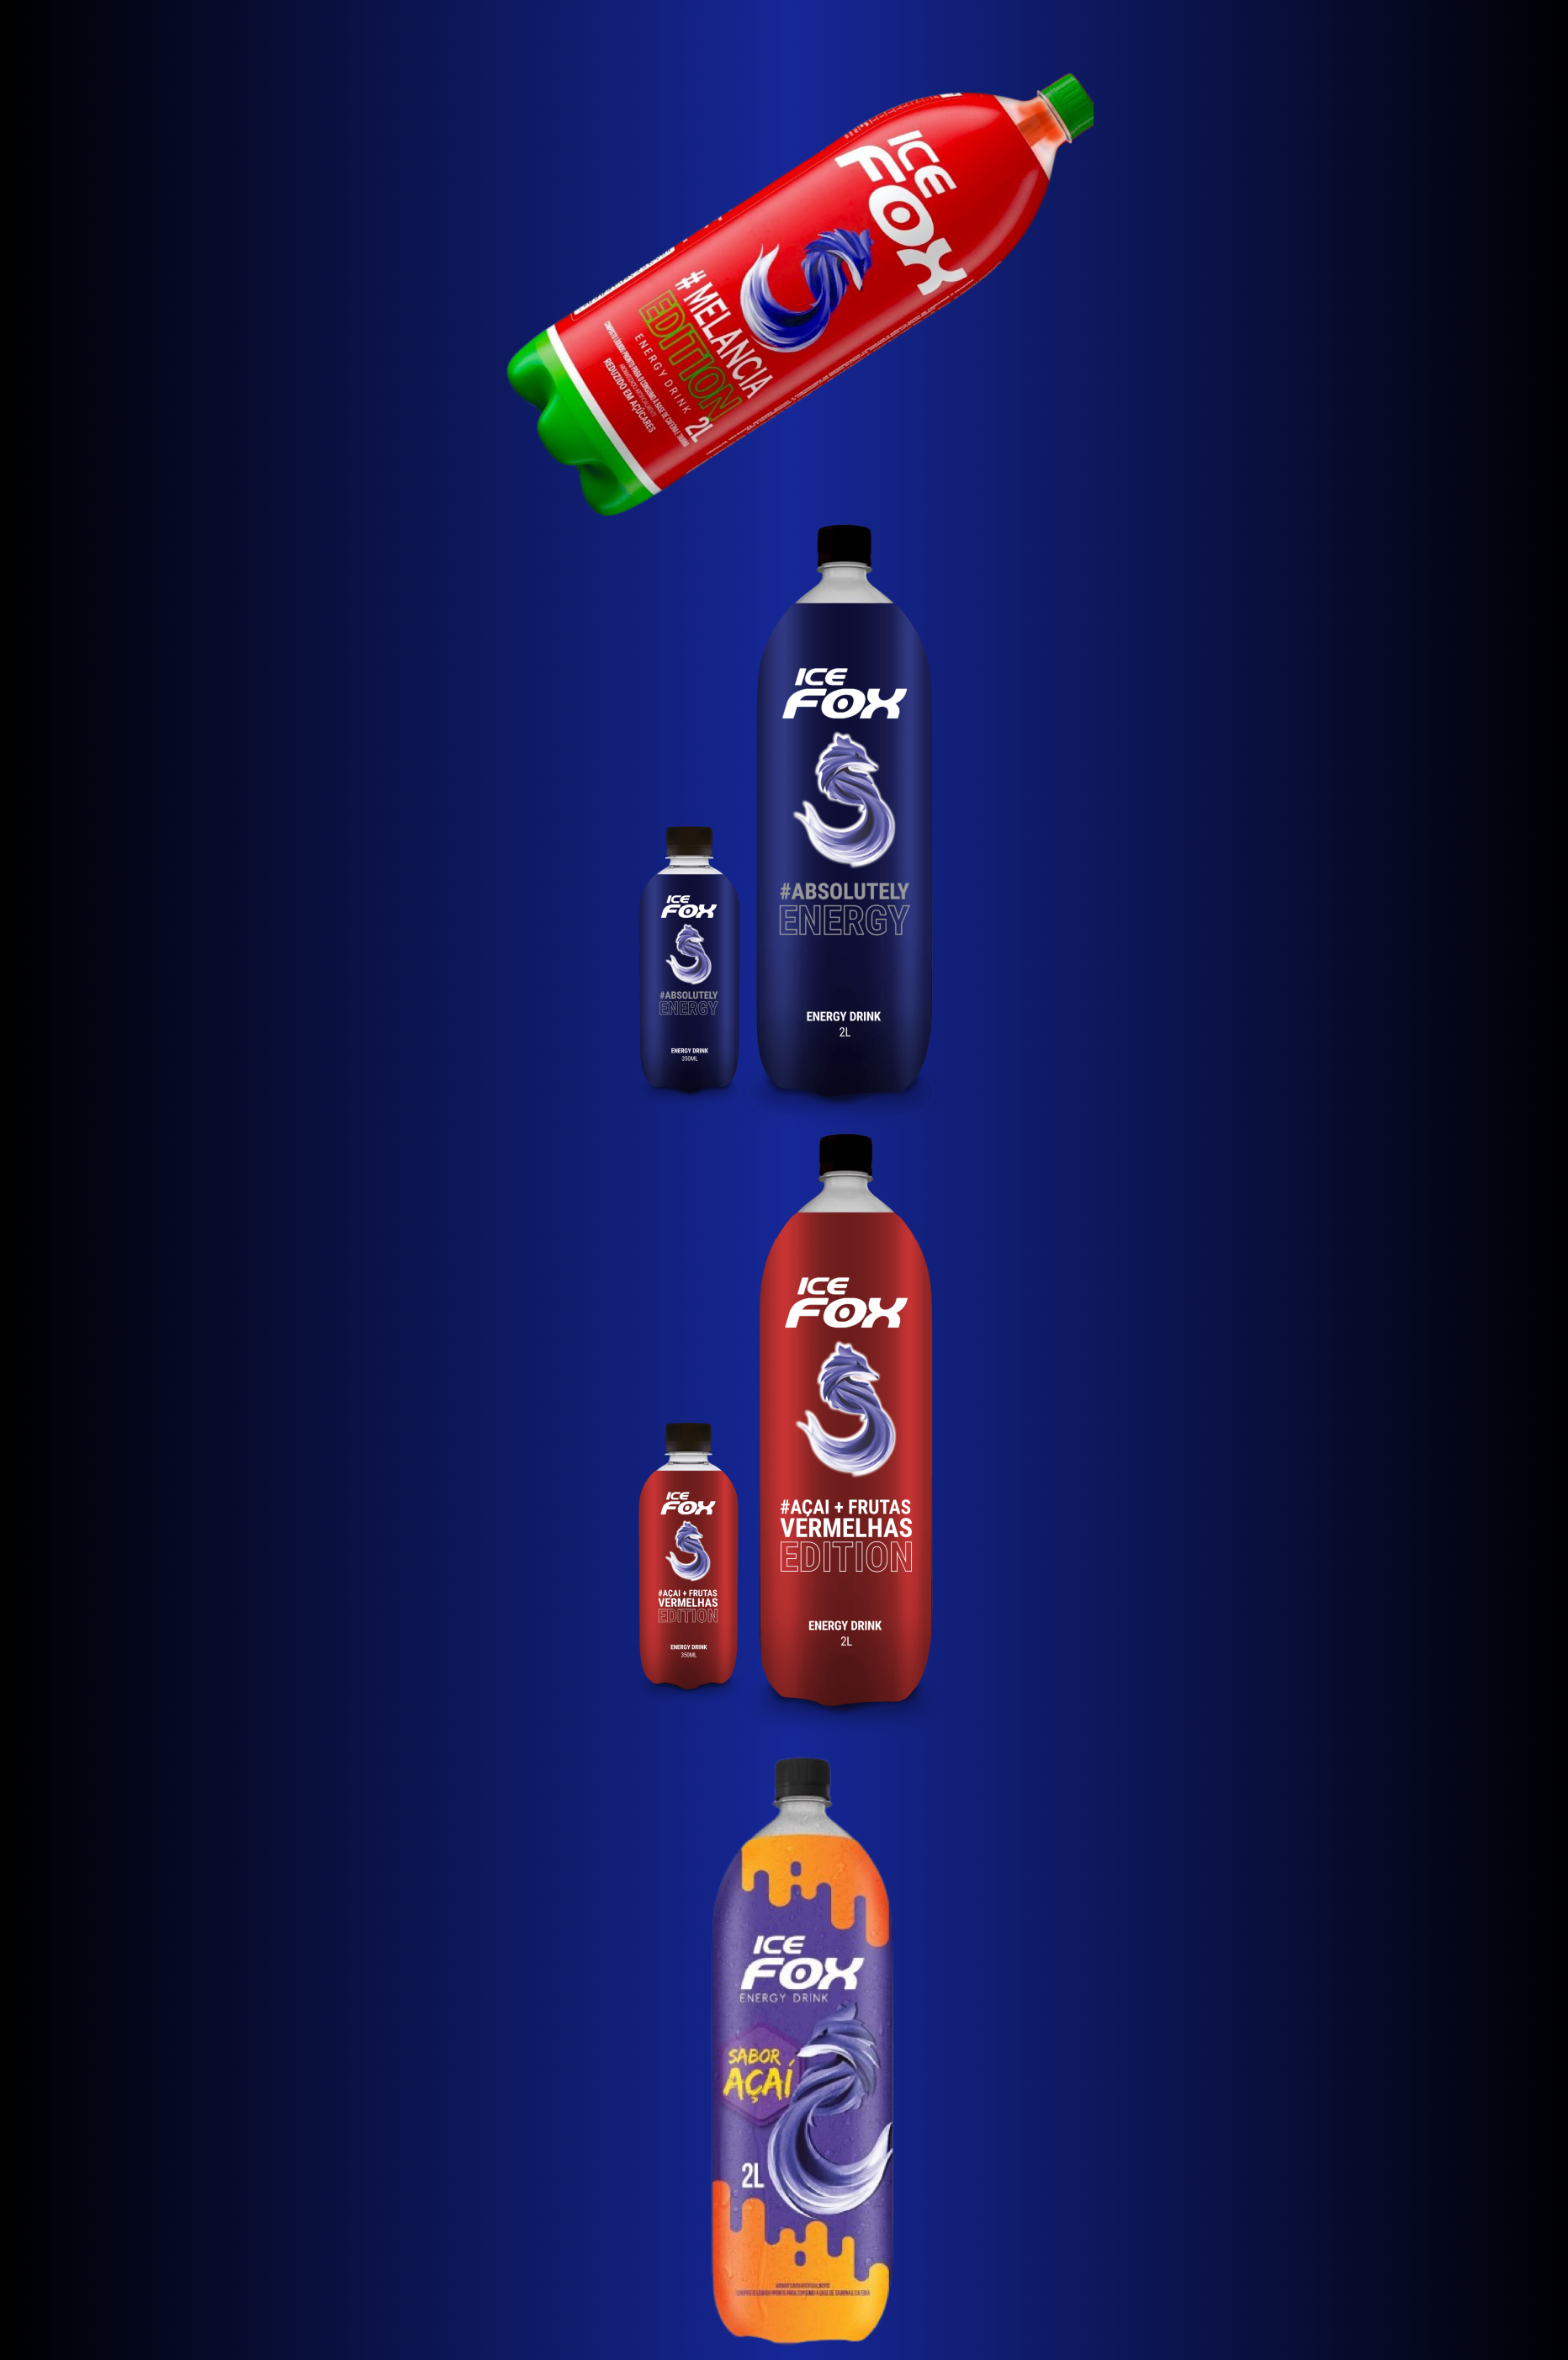 ICE
FOX
#MELANCIA
EDITION
ENERGY DRINK 2L
REDUZIDO EM AÇÚCARES
ICE
FOX
#ABSOLUTELY
ENERGY
ENERGY DRINK
2L
ICE
FOX
#ABSOLUTELY
ENERGY
ENERGY DRINK
350ML
ICE
FOX
#AÇAI + FRUTAS
VERMELHAS
EDITION
ENERGY DRINK
2L
ICE
FOX
#AÇAI + FRUTAS
VERMELHAS
EDITION
ENERGY DRINK
350ML
ICE
FOX
ENERGY DRINK
SABOR
AÇAÍ
2L